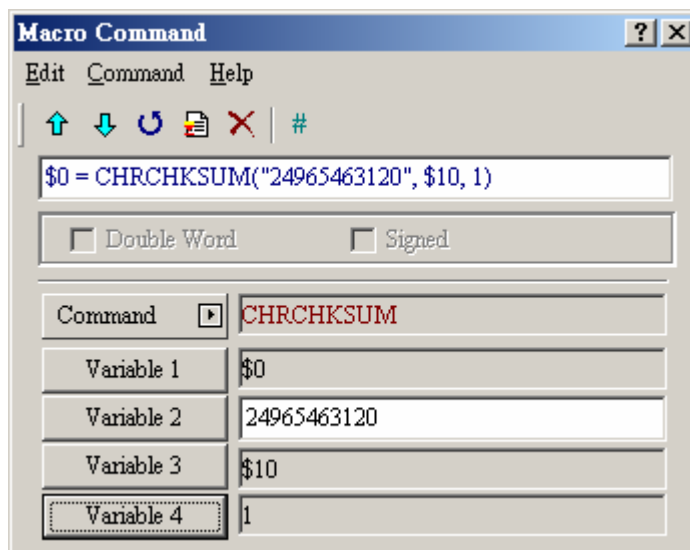 Macro Command
Edit Command Help
#
$0 = CHRCHKSUM("24965463120", $10, 1)
Double Word Signed
Command CHRCHKSUM
Variable 1 $0
Variable 2 24965463120
Variable 3 $10
Variable 4 1